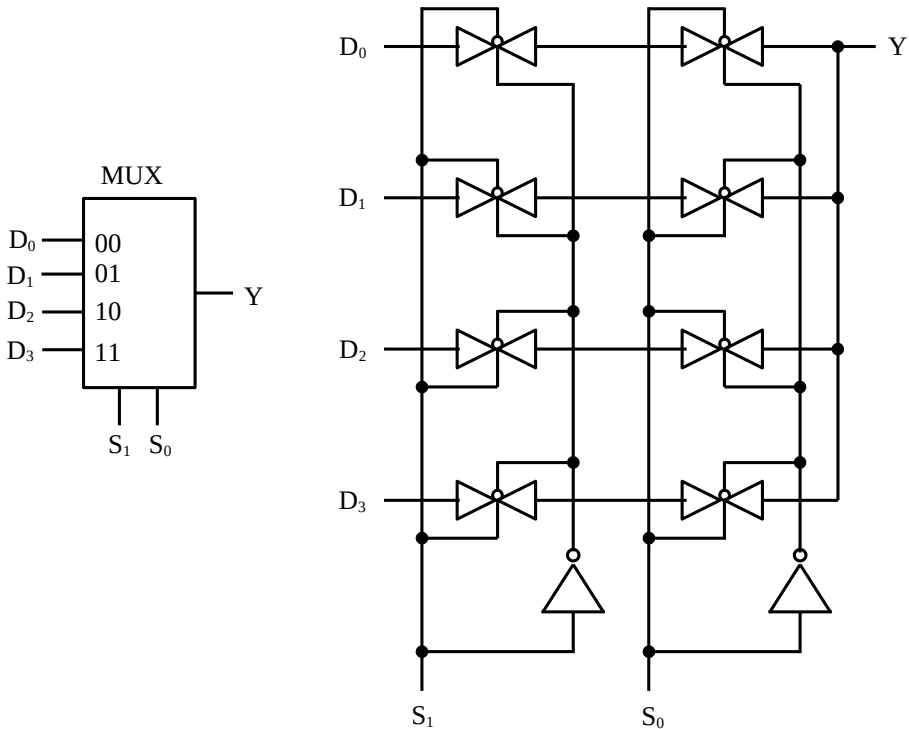 MUX
D₀
D₁
D₂
D₃
00
01
10
11
Y
S₁
S₀
D₀
D₁
D₂
D₃
Y
S₁
S₀